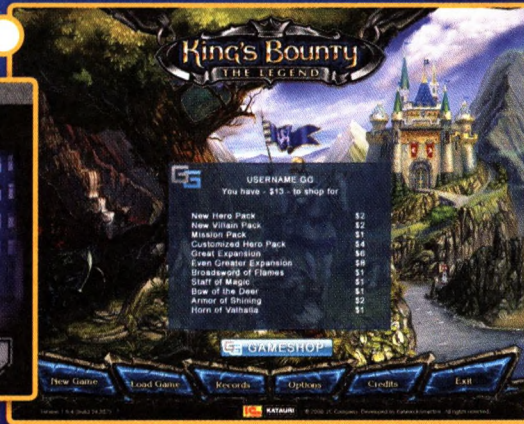 King's Bounty
THE LEGEND
GG
USERNAME GG
You have - $13 - to shop for
New Hero Pack $2
New Villain Pack $2
Mission Pack $1
Customized Hero Pack $4
Great Expansion $6
Even Greater Expansion $8
Broadsword of Flames $1
Staff of Magic $1
Bow of the Deer $1
Armor of Shining $2
Horn of Valhalla $1
GG GAMESHOP
New Game Load Game Records Options Credits Exit
KATAURI